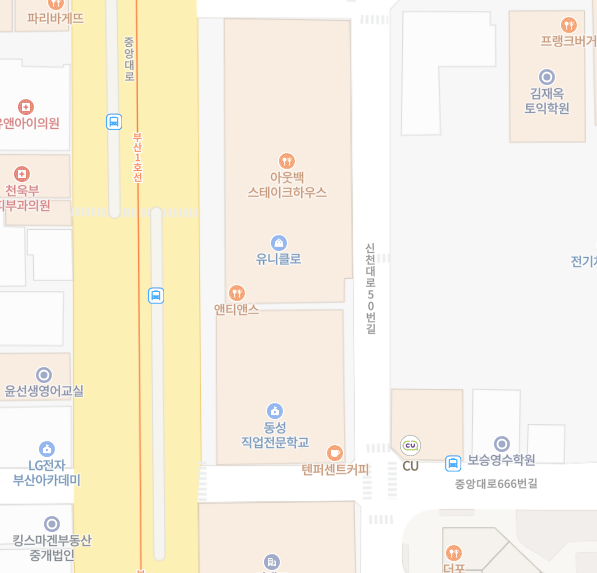 파리바게뜨
중앙대로
프랭크버거
김재옥
토익학원
유앤아이의원
부산1호선
아웃백
스테이크하우스
천욱부
피부과의원
유니클로
신천대로50번길
전기차
앤티앤스
윤선생영어교실
동성
직업전문학교
CU
CU
보승영수학원
텐퍼센트커피
LG전자
부산아카데미
중앙대로666번길
킹스마겐부동산
중개법인
더포